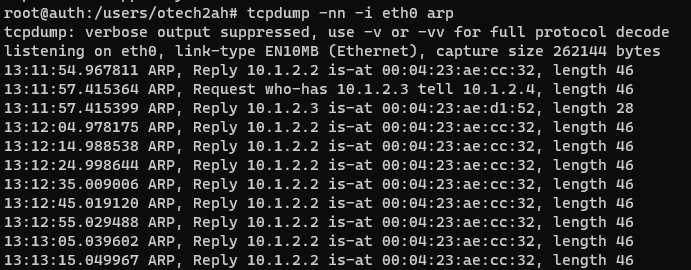 root@auth:/users/otech2ah# tcpdump -nn -i eth0 arp
tcpdump: verbose output suppressed, use -v or -vv for full protocol decode
listening on eth0, link-type EN10MB (Ethernet), capture size 262144 bytes
13:11:54.967811 ARP, Reply 10.1.2.2 is-at 00:04:23:ae:cc:32, length 46
13:11:57.415364 ARP, Request who-has 10.1.2.3 tell 10.1.2.4, length 46
13:11:57.415399 ARP, Reply 10.1.2.3 is-at 00:04:23:ae:d1:52, length 28
13:12:04.978175 ARP, Reply 10.1.2.2 is-at 00:04:23:ae:cc:32, length 46
13:12:14.988538 ARP, Reply 10.1.2.2 is-at 00:04:23:ae:cc:32, length 46
13:12:24.998644 ARP, Reply 10.1.2.2 is-at 00:04:23:ae:cc:32, length 46
13:12:35.009006 ARP, Reply 10.1.2.2 is-at 00:04:23:ae:cc:32, length 46
13:12:45.019120 ARP, Reply 10.1.2.2 is-at 00:04:23:ae:cc:32, length 46
13:12:55.029488 ARP, Reply 10.1.2.2 is-at 00:04:23:ae:cc:32, length 46
13:13:05.039602 ARP, Reply 10.1.2.2 is-at 00:04:23:ae:cc:32, length 46
13:13:15.049967 ARP, Reply 10.1.2.2 is-at 00:04:23:ae:cc:32, length 46